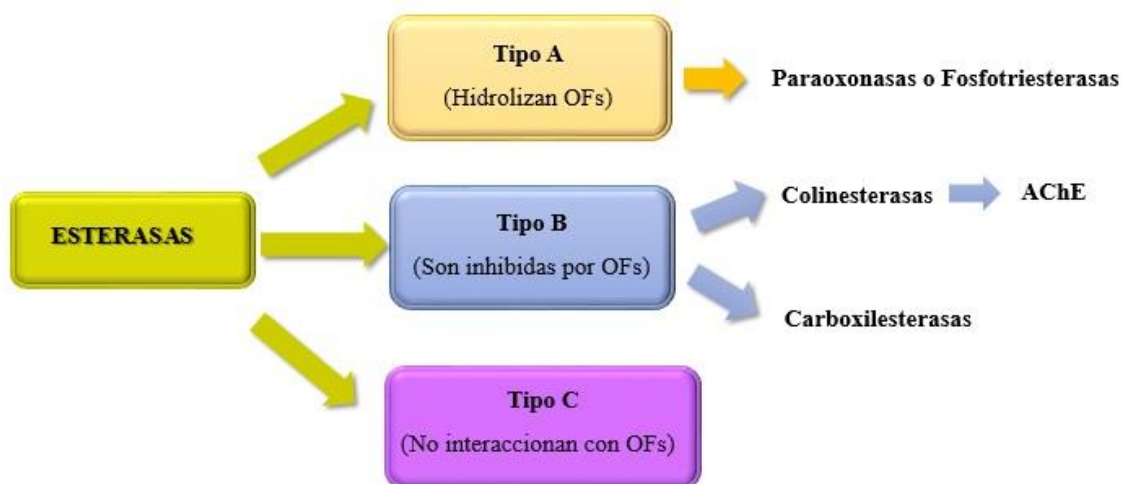 Tipo A
(Hidrolizan OFs)
Paraoxonasas o Fosfotriesterasas
ESTERASAS
Tipo B
(Son inhibidas por OFs)
Colinesterasas
AChE
Carboxilesterasas
Tipo C
(No interaccionan con OFs)